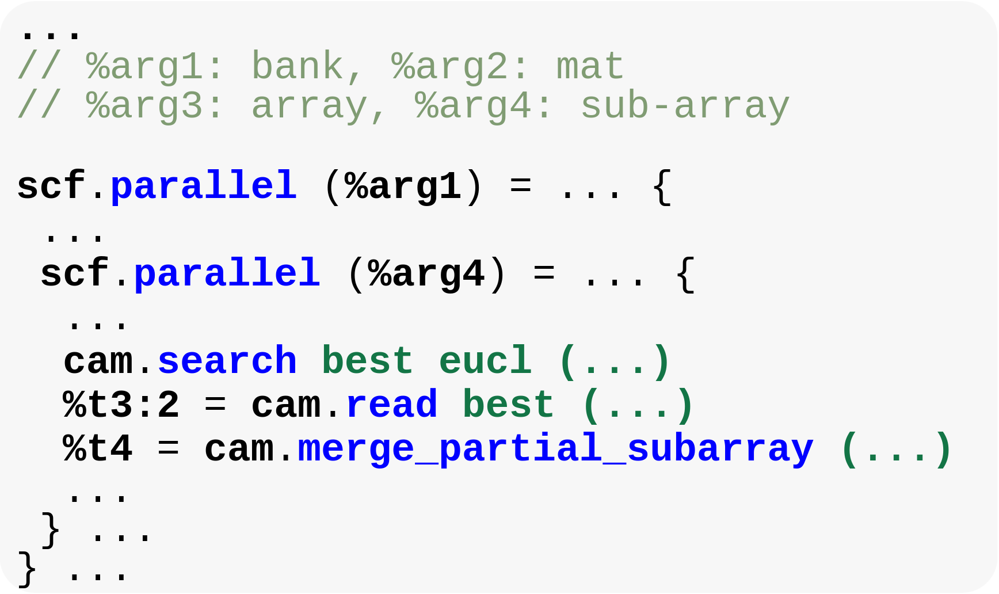 ...
// %arg1: bank, %arg2: mat
// %arg3: array, %arg4: sub-array

scf.parallel (%arg1) = ... {
 ...
 scf.parallel (%arg4) = ... {
  ...
  cam.search best eucl (...)
  %t3:2 = cam.read best (...)
  %t4 = cam.merge_partial_subarray (...)
  ...
 } ...
} ...